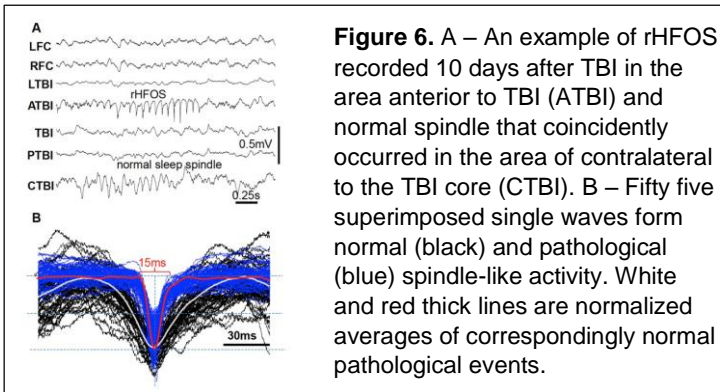 A
LFC
RFC
LTBI
rHFOS
ATBI
TBI
0.5mV
PTBI
normal sleep spindle
CTBI
0.25s
B
15ms
30ms
Figure 6. A – An example of rHFOS
recorded 10 days after TBI in the
area anterior to TBI (ATBI) and
normal spindle that coincidently
occurred in the area of contralateral
to the TBI core (CTBI). B – Fifty five
superimposed single waves form
normal (black) and pathological
(blue) spindle-like activity. White
and red thick lines are normalized
averages of correspondingly normal
pathological events.